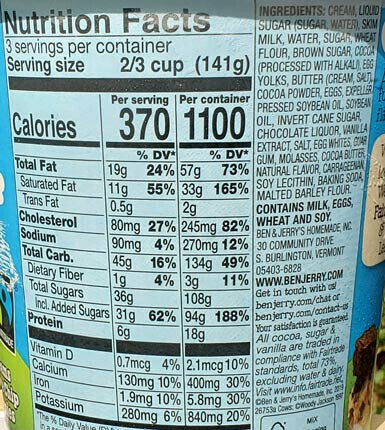 Nutrition Facts
3 servings per container
Serving size 2/3 cup (141g)
Per serving Per container
Calories 370 1100
% DV* % DV*
Total Fat 19g 24% 57g 73%
Saturated Fat 11g 55% 33g 165%
Trans Fat 0.5g 2g
Cholesterol 80mg 27% 245mg 82%
Sodium 90mg 4% 270mg 12%
Total Carb. 45g 16% 134g 49%
Dietary Fiber 1g 4% 3g 11%
Total Sugars 36g 108g
Incl. Added Sugars 31g 62% 94g 188%
Protein 6g 18g
Vitamin D 0.7mcg 4% 2.1mcg 10%
Calcium 130mg 10% 400mg 30%
Iron 1.9mg 10% 5.8mg 30%
Potassium 280mg 6% 840mg 20%
*The % Daily Value
INGREDIENTS: CREAM, LIQUID
SUGAR (SUGAR, WATER), SKIM
MILK, WATER, SUGAR, WHEAT
FLOUR, BROWN SUGAR, COCOA
(PROCESSED WITH ALKALI), EGG
YOLKS, BUTTER (CREAM, SALT),
COCOA POWDER, EGGS, EXPELLER
PRESSED SOYBEAN OIL, SOYBEAN
OIL, INVERT CANE SUGAR,
CHOCOLATE LIQUOR, VANILLA
EXTRACT, SALT, EGG WHITES, GUAR
GUM, MOLASSES, COCOA BUTTER,
NATURAL FLAVOR, CARRAGEENAN,
SOY LECITHIN, BAKING SODA,
MALTED BARLEY FLOUR.
CONTAINS MILK, EGGS,
WHEAT AND SOY.
BEN & JERRY'S HOMEMADE, INC.
30 COMMUNITY DRIVE
S. BURLINGTON, VERMONT
05403-6828
WWW.BENJERRY.COM
Get in touch with us!
benjerry.com/chat or
benjerry.com/contact-us
Your satisfaction is guaranteed.
All cocoa, sugar &
vanilla are traded in
compliance with Fairtrade
standards, total 73%,
excluding water & dairy.
Visit www.info.fairtrade.net
©Ben & Jerry's Homemade, Inc.
26753a Cows: ©Woody Jackson
MIX